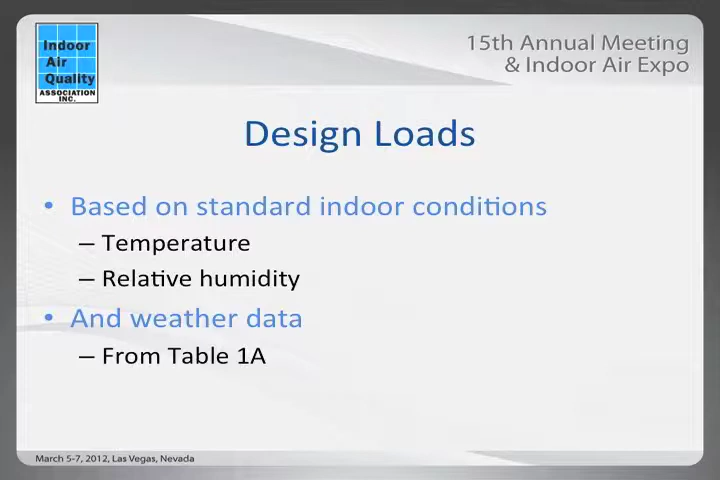 Indoor
Air
Quality
ASSOCIATION
INC.
15th Annual Meeting
& Indoor Air Expo
Design Loads
• Based on standard indoor conditions
– Temperature
– Relative humidity
• And weather data
– From Table 1A
March 5-7, 2012, Las Vegas, Nevada